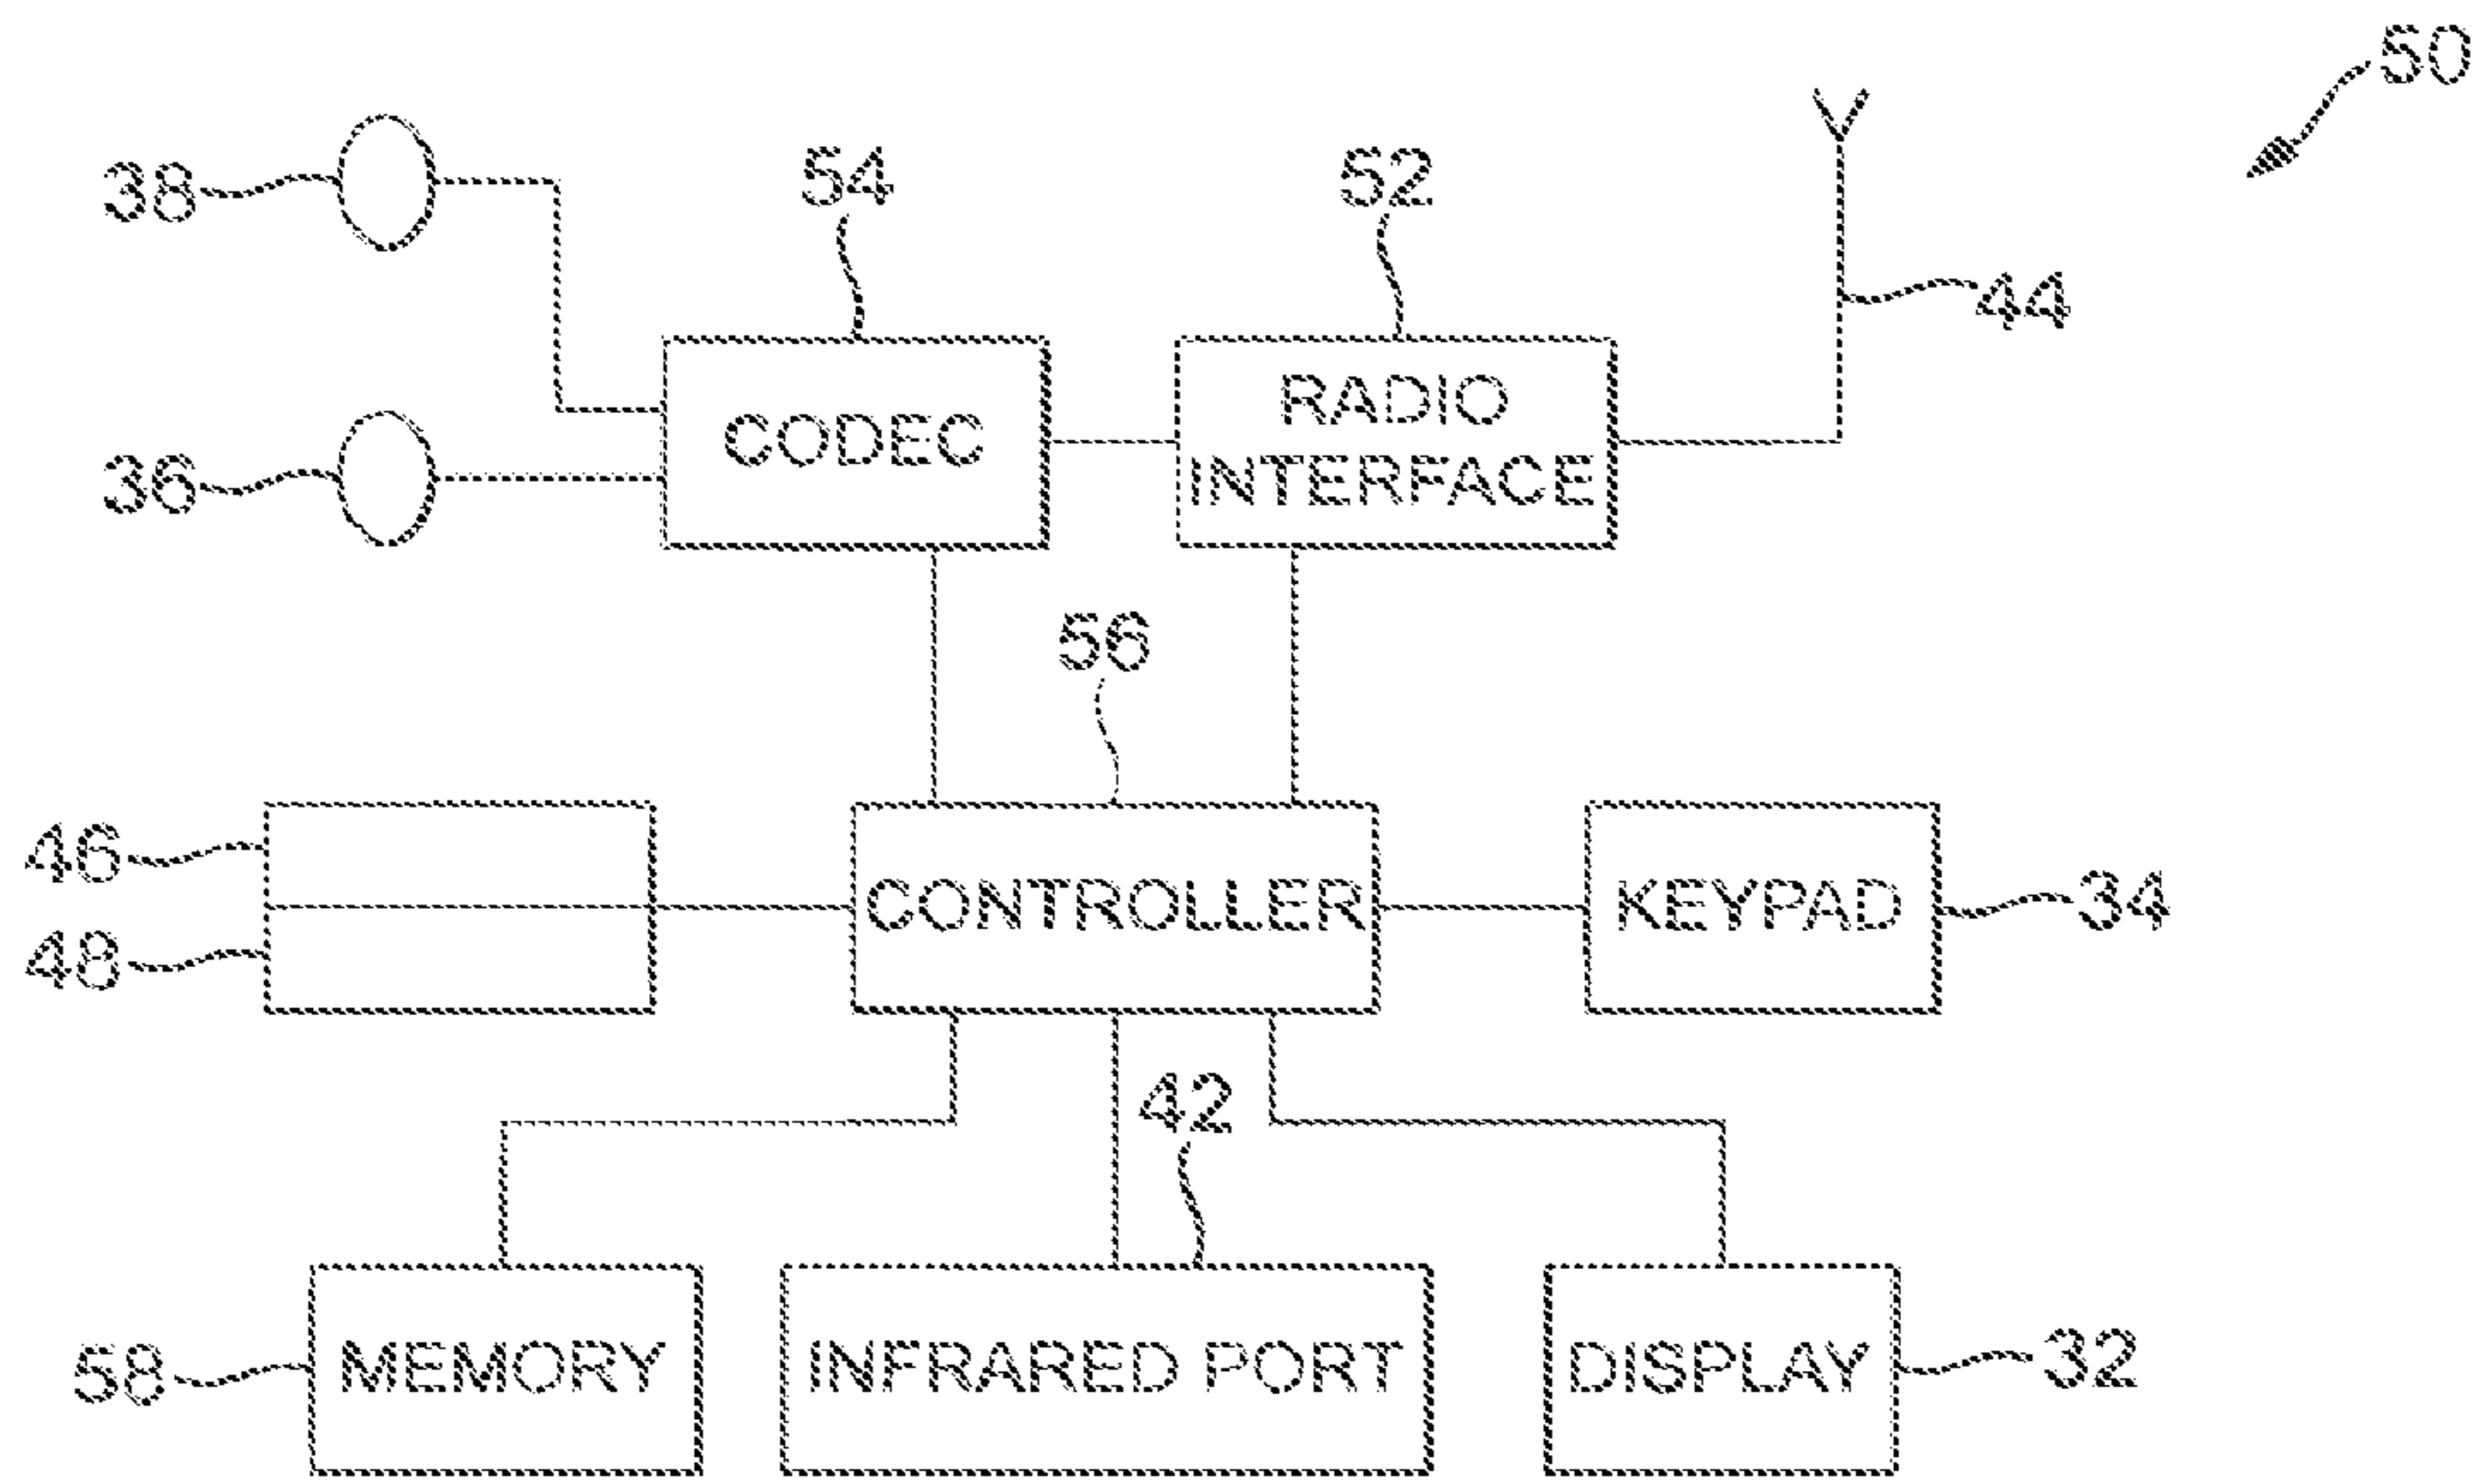 50
38
54
52
44
CODEC
RADIO
INTERFACE
36
56
46
CONTROLLER
KEYPAD
34
48
42
58
MEMORY
INFRARED PORT
DISPLAY
32